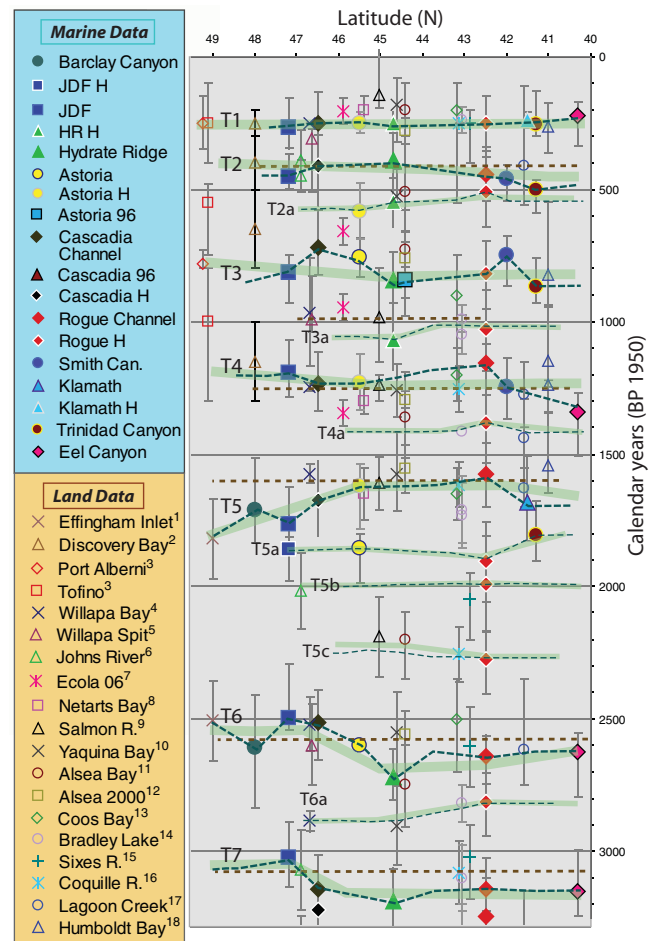 Latitude (N)
49 48 47 46 45 44 43 42 41 40
Marine Data
Barclay Canyon
JDF H
JDF
HR H
Hydrate Ridge
Astoria
Astoria H
Astoria 96
Cascadia
Channel
Cascadia 96
Cascadia H
Rogue Channel
Rogue H
Smith Can.
Klamath
Klamath H
Trinidad Canyon
Eel Canyon
Land Data
Effingham Inlet1
Discovery Bay2
Port Alberni3
Tofino3
Willapa Bay4
Willapa Spit5
Johns River6
Ecola 067
Netarts Bay8
Salmon R.9
Yaquina Bay10
Alsea Bay11
Alsea 200012
Coos Bay13
Bradley Lake14
Sixes R.15
Coquille R.16
Lagoon Creek17
Humboldt Bay18
T1
T2
T2a
T3
T3a
T4
T4a
T5
T5a
T5b
T5c
T6
T6a
T7
0
500
1000
1500
2000
2500
3000
Calendar years (BP 1950)